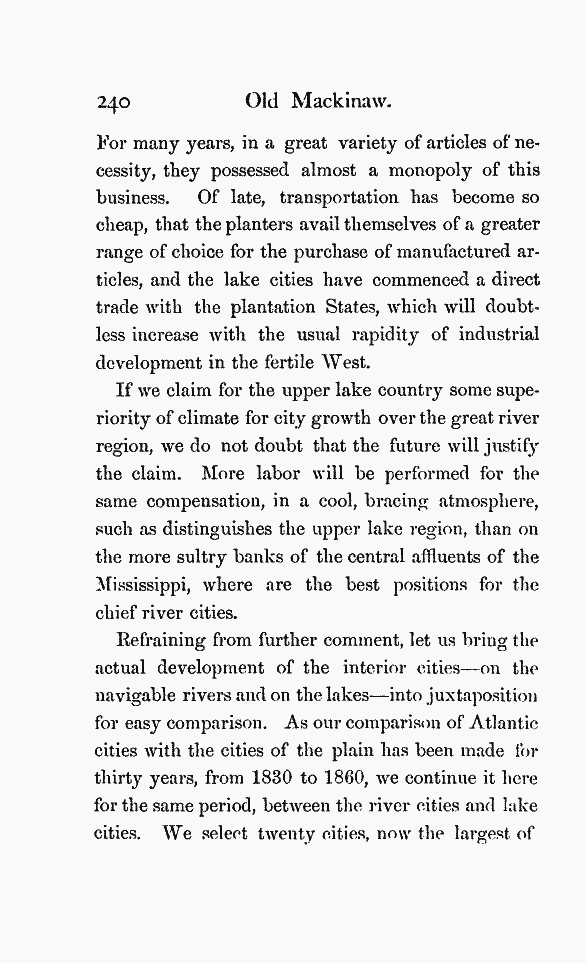 240 Old Mackinaw.
For many years, in a great variety of articles of ne-
cessity, they possessed almost a monopoly of this
business. Of late, transportation has become so
cheap, that the planters avail themselves of a greater
range of choice for the purchase of manufactured ar-
ticles, and the lake cities have commenced a direct
trade with the plantation States, which will doubt-
less increase with the usual rapidity of industrial
development in the fertile West.
If we claim for the upper lake country some supe-
riority of climate for city growth over the great river
region, we do not doubt that the future will justify
the claim. More labor will be performed for the
same compensation, in a cool, bracing atmosphere,
such as distinguishes the upper lake region, than on
the more sultry banks of the central affluents of the
Mississippi, where are the best positions for the
chief river cities.
Refraining from further comment, let us bring the
actual development of the interior cities—on the
navigable rivers and on the lakes—into juxtaposition
for easy comparison. As our comparison of Atlantic
cities with the cities of the plain has been made for
thirty years, from 1830 to 1860, we continue it here
for the same period, between the river cities and lake
cities. We select twenty cities, now the largest of